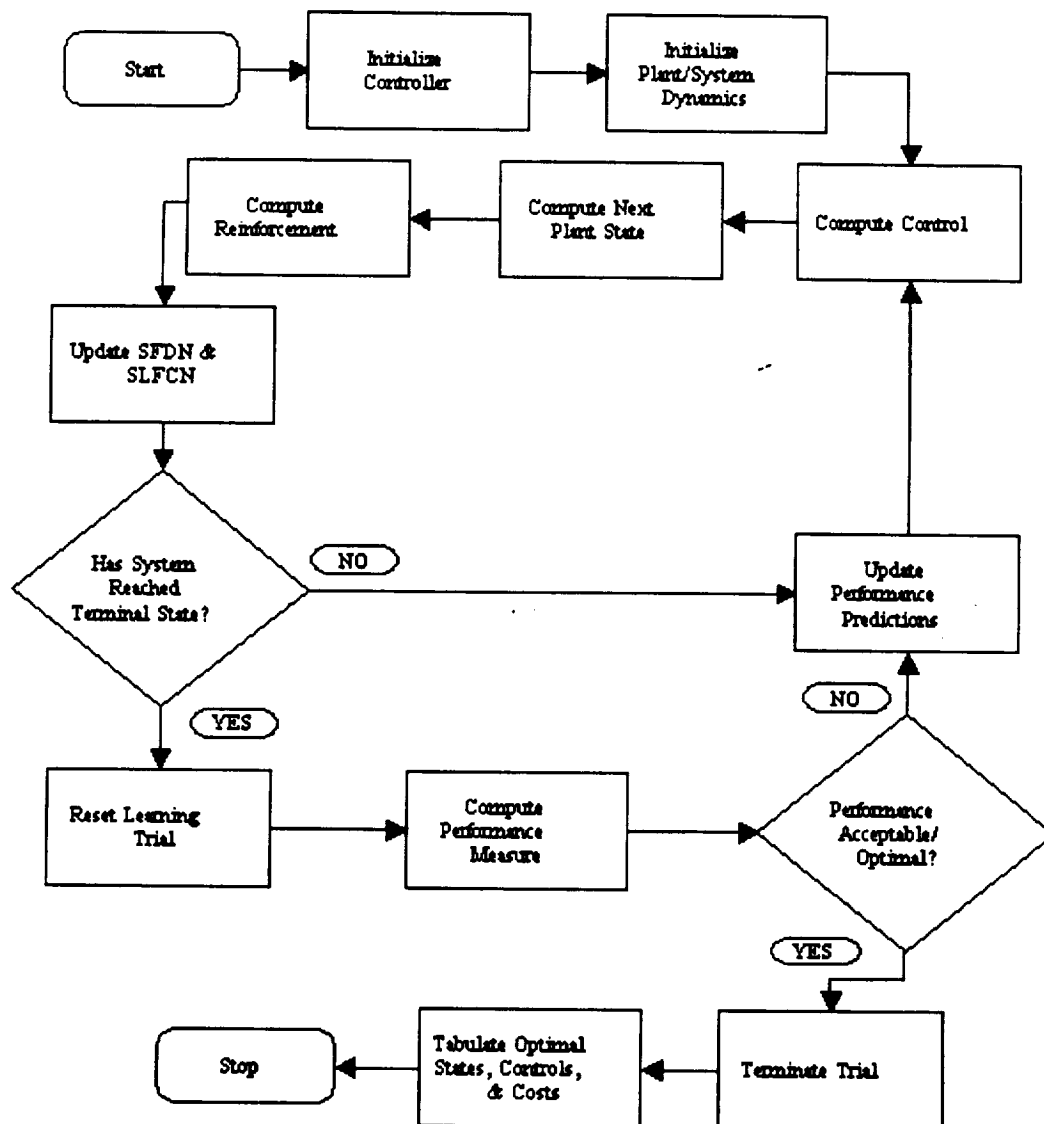 Start
Initialize
Controller
Initialize
Plant/System
Dynamics
Compute
Reinforcement
Compute Next
Plant State
Compute Control
Update SFDN &
SLFCN
Has System
Reached
Terminal State?
NO
Update
Performance
Predictions
YES
NO
Reset Learning
Trial
Compute
Performance
Measure
Performance
Acceptable/
Optimal?
YES
Stop
Tabulate Optimal
States, Controls,
& Costs
Terminate Trial